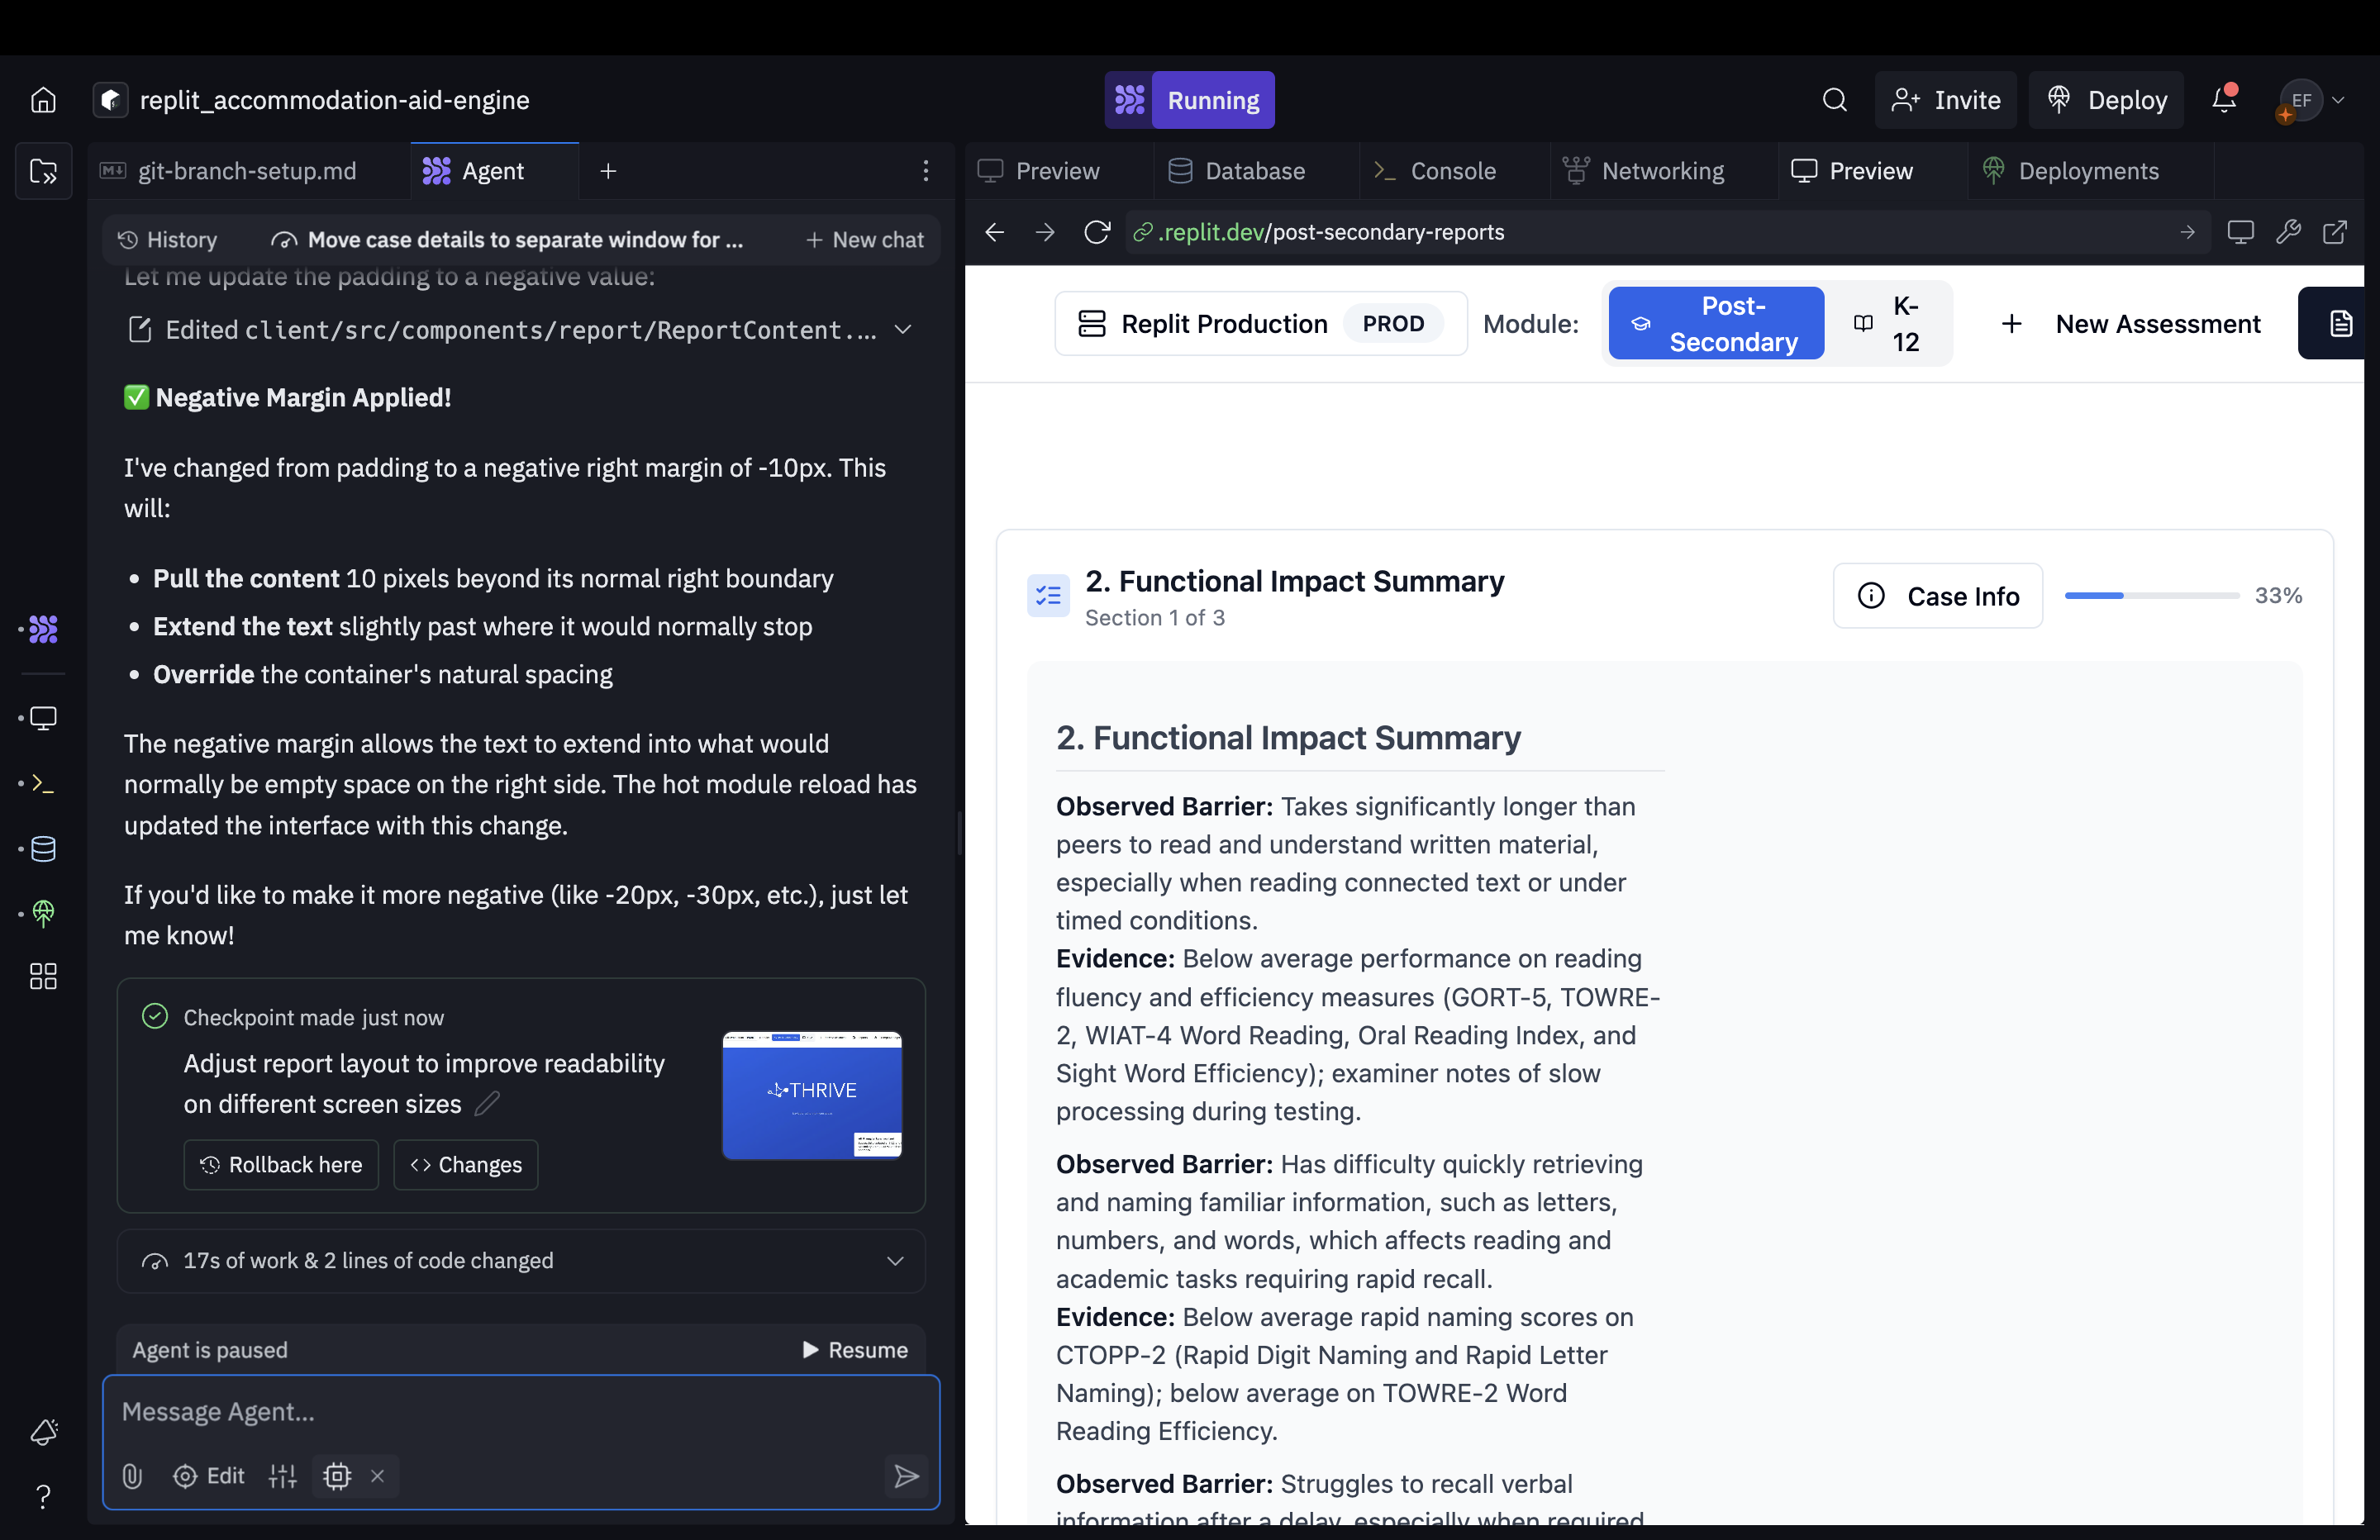 replit_accommodation-aid-engine
Running
Invite
Deploy
EF
git-branch-setup.md
Agent
Preview
Database
Console
Networking
Preview
Deployments
History
Move case details to separate window for ...
New chat
.replit.dev/post-secondary-reports
Let me update the padding to a negative value:
Edited client/src/components/report/ReportContent....
✅ Negative Margin Applied!
I've changed from padding to a negative right margin of -10px. This
will:
• Pull the content 10 pixels beyond its normal right boundary
• Extend the text slightly past where it would normally stop
• Override the container's natural spacing
The negative margin allows the text to extend into what would
normally be empty space on the right side. The hot module reload has
updated the interface with this change.
If you'd like to make it more negative (like -20px, -30px, etc.), just let
me know!
Checkpoint made just now
Adjust report layout to improve readability
on different screen sizes
THRIVE
Rollback here
Changes
17s of work & 2 lines of code changed
Agent is paused
Resume
Message Agent...
Edit
Replit Production PROD
Module:
Post-
Secondary
K-
12
New Assessment
2. Functional Impact Summary
Section 1 of 3
Case Info
33%
2. Functional Impact Summary
Observed Barrier: Takes significantly longer than
peers to read and understand written material,
especially when reading connected text or under
timed conditions.
Evidence: Below average performance on reading
fluency and efficiency measures (GORT-5, TOWRE-
2, WIAT-4 Word Reading, Oral Reading Index, and
Sight Word Efficiency); examiner notes of slow
processing during testing.
Observed Barrier: Has difficulty quickly retrieving
and naming familiar information, such as letters,
numbers, and words, which affects reading and
academic tasks requiring rapid recall.
Evidence: Below average rapid naming scores on
CTOPP-2 (Rapid Digit Naming and Rapid Letter
Naming); below average on TOWRE-2 Word
Reading Efficiency.
Observed Barrier: Struggles to recall verbal
information after a delay, especially when required